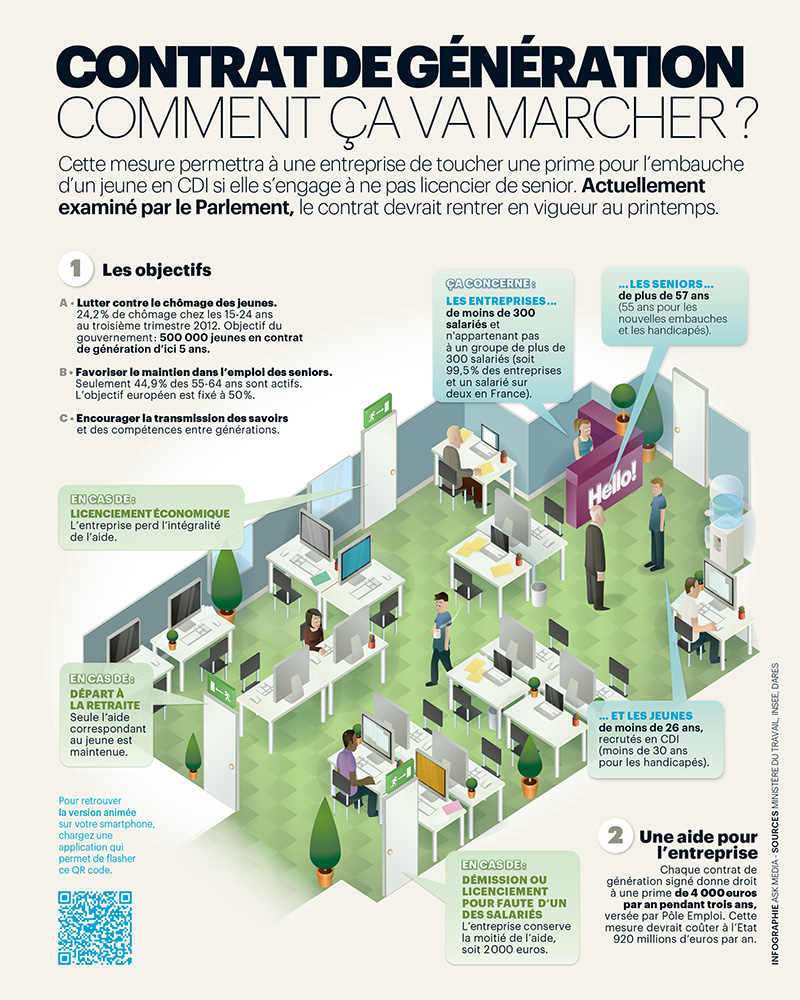 CONTRAT DE GÉNÉRATION
COMMENT ÇA VA MARCHER ?
Cette mesure permettra à une entreprise de toucher une prime pour l'embauche
d'un jeune en CDI si elle s'engage à ne pas licencier de senior. Actuellement
examiné par le Parlement, le contrat devrait rentrer en vigueur au printemps.
1 Les objectifs
A • Lutter contre le chômage des jeunes.
24,2 % de chômage chez les 15-24 ans
au troisième trimestre 2012. Objectif du
gouvernement : 500 000 jeunes en contrat
de génération d'ici 5 ans.
B • Favoriser le maintien dans l'emploi des seniors.
Seulement 44,9 % des 55-64 ans sont actifs.
L'objectif européen est fixé à 50 %.
C • Encourager la transmission des savoirs
et des compétences entre générations.
ÇA CONCERNE :
LES ENTREPRISES...
de moins de 300
salariés et
n'appartenant pas
à un groupe de plus de
300 salariés (soit
99,5 % des entreprises
et un salarié sur
deux en France).
... LES SENIORS ...
de plus de 57 ans
(55 ans pour les
nouvelles embauches
et les handicapés).
Hello!
EN CAS DE :
LICENCIEMENT ÉCONOMIQUE
L'entreprise perd l'intégralité
de l'aide.
EN CAS DE :
DÉPART À
LA RETRAITE
Seule l'aide
correspondant
au jeune est
maintenue.
... ET LES JEUNES
de moins de 26 ans,
recrutés en CDI
(moins de 30 ans
pour les handicapés).
Pour retrouver
la version animée
sur votre smartphone,
chargez une
application qui
permet de flasher
ce QR code.
EN CAS DE :
DÉMISSION OU
LICENCIEMENT
POUR FAUTE D'UN
DES SALARIÉS
L'entreprise conserve
la moitié de l'aide,
soit 2000 euros.
2 Une aide pour
l'entreprise
Chaque contrat de
génération signé donne droit
à une prime de 4 000 euros
par an pendant trois ans,
versée par Pôle Emploi. Cette
mesure devrait coûter à l'Etat
920 millions d'euros par an.
INFOGRAPHIE ASK MEDIA - SOURCES MINISTÈRE DU TRAVAIL, INSEE, DARES